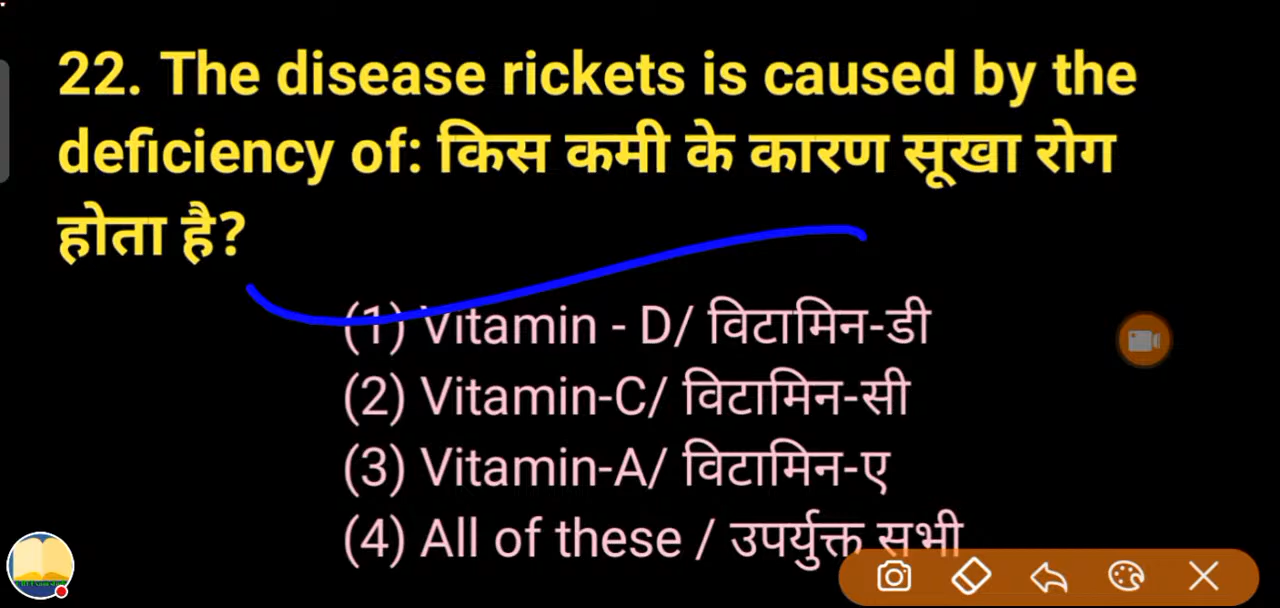 22. The disease rickets is caused by the
deficiency of: किस कमी के कारण सूखा रोग
होता है?
(1) Vitamin - D/ विटामिन-डी
(2) Vitamin-C/ विटामिन-सी
(3) Vitamin-A/ विटामिन-ए
(4) All of these / उपर्युक्त सभी